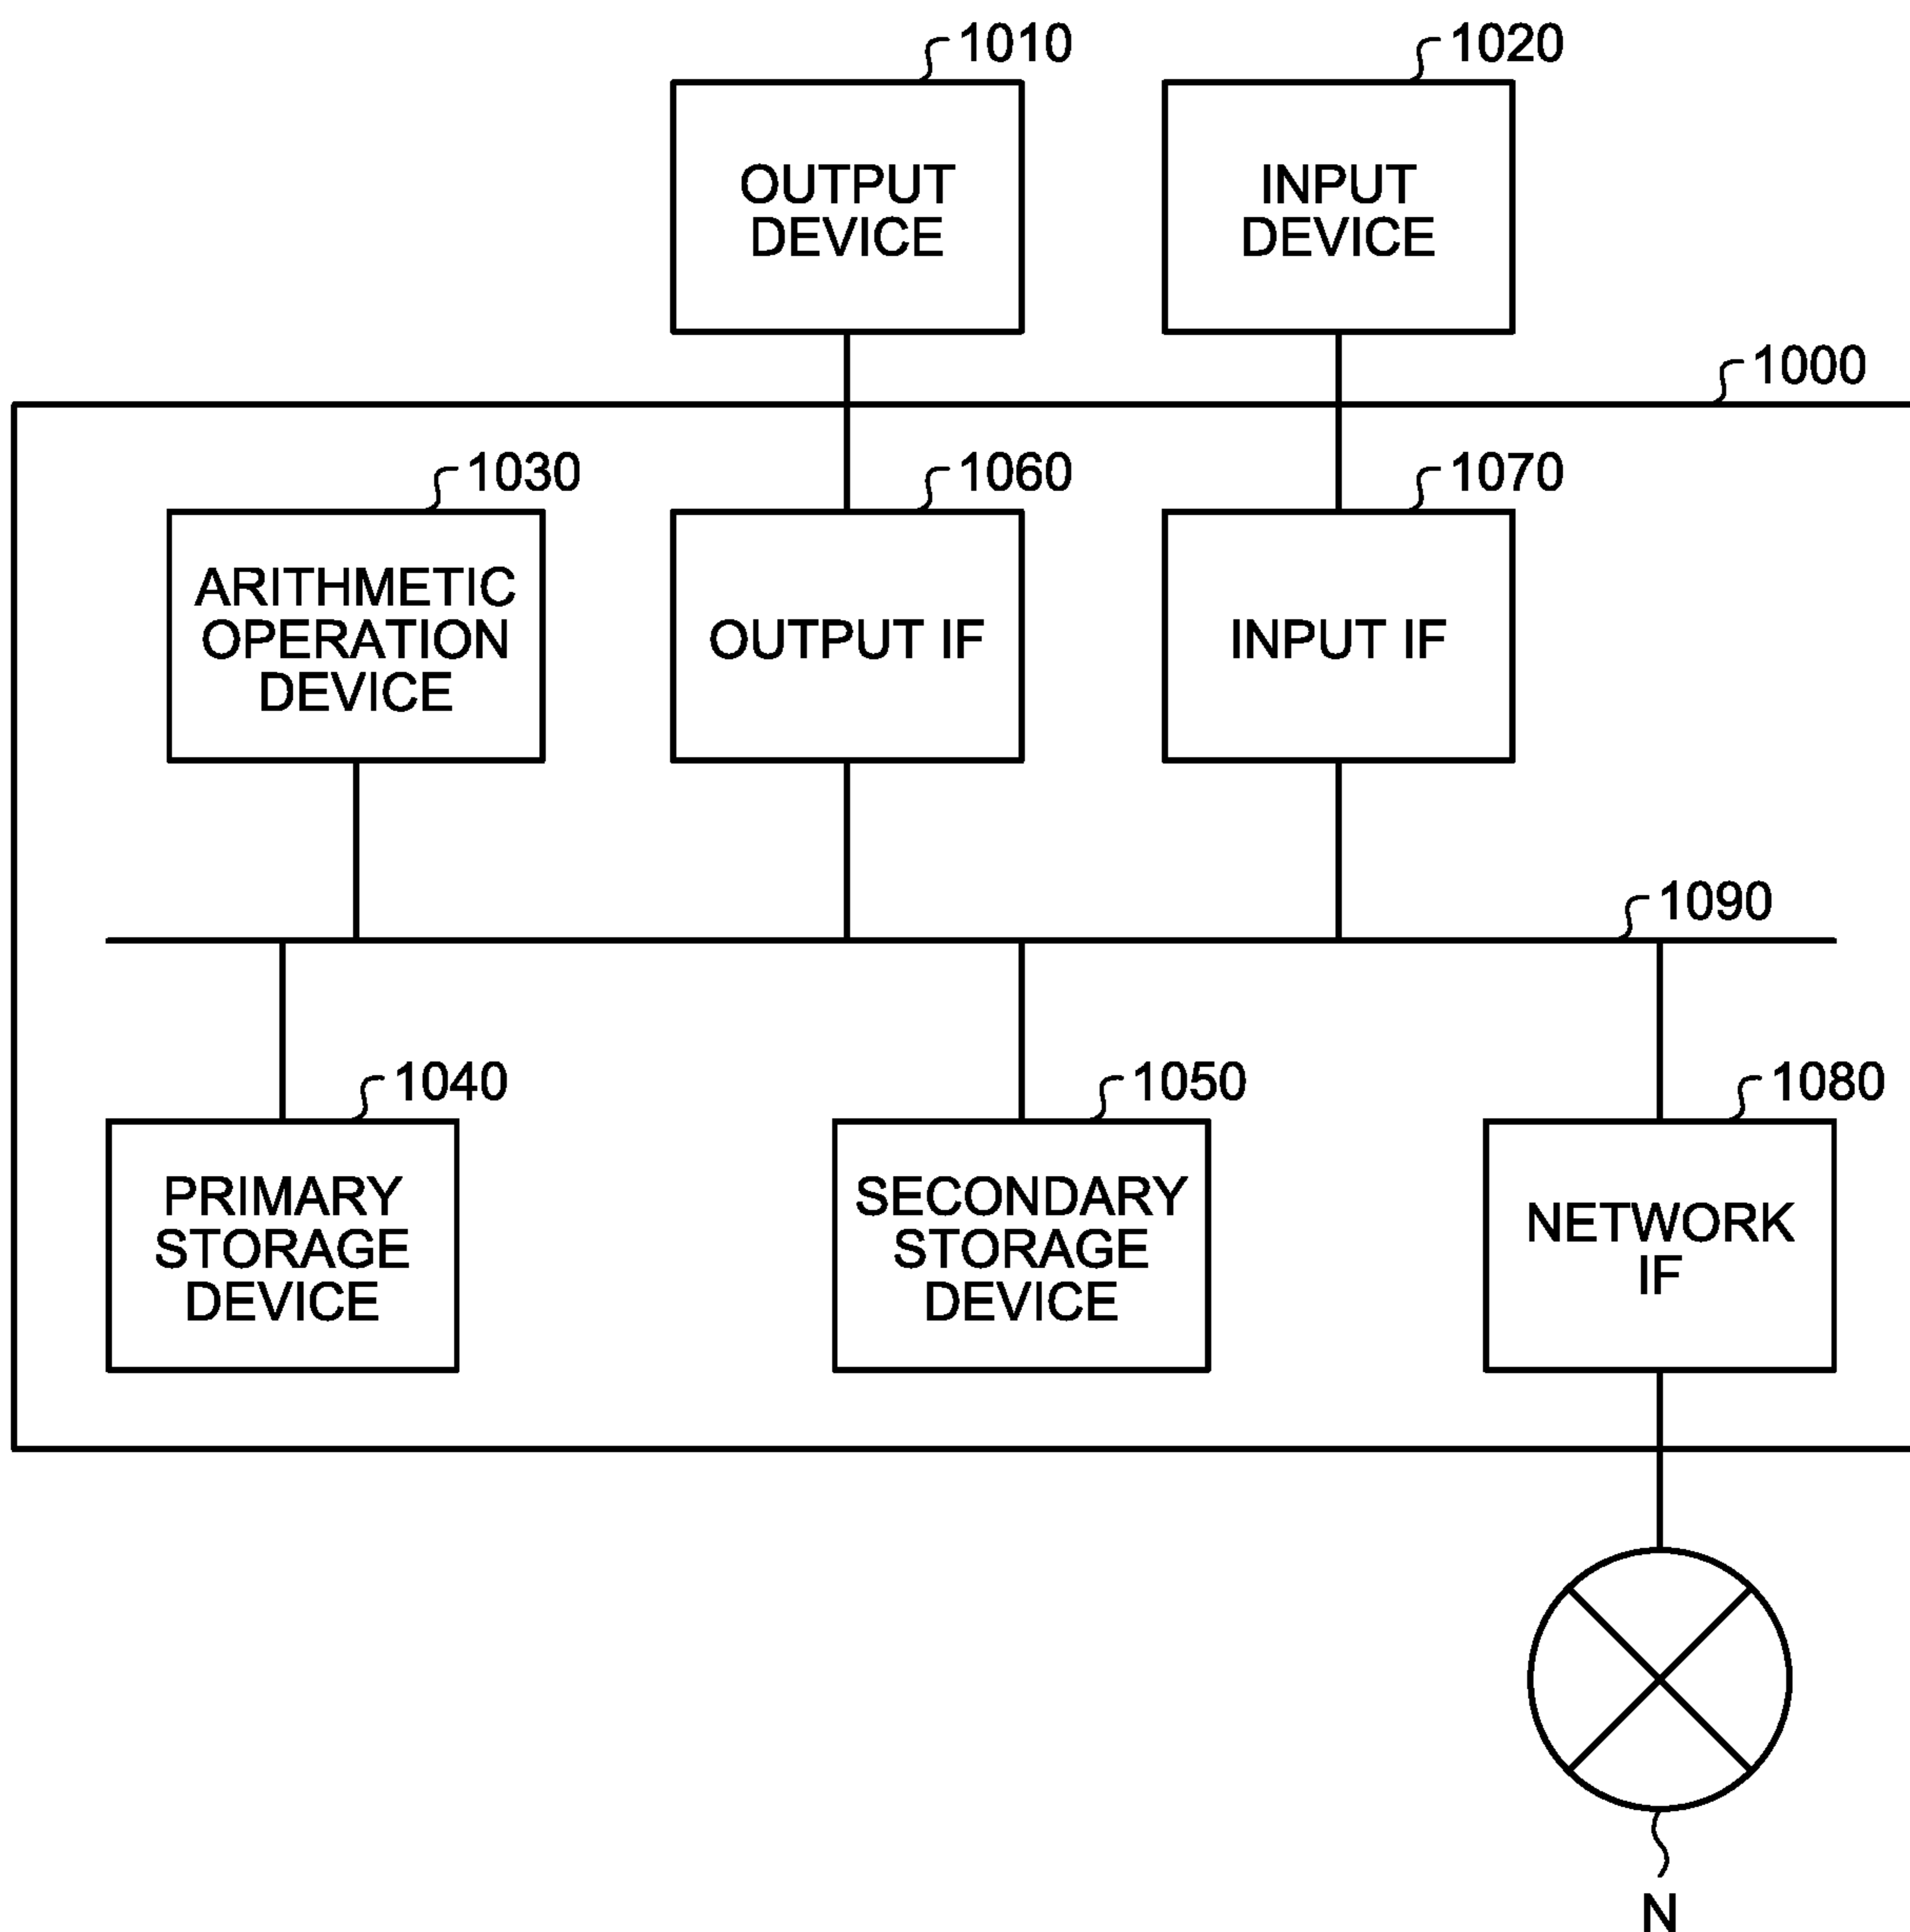 1010
1020
OUTPUT
DEVICE
INPUT
DEVICE
1000
1030
1060
1070
ARITHMETIC
OPERATION
DEVICE
OUTPUT IF
INPUT IF
1090
1040
1050
1080
PRIMARY
STORAGE
DEVICE
SECONDARY
STORAGE
DEVICE
NETWORK
IF
N